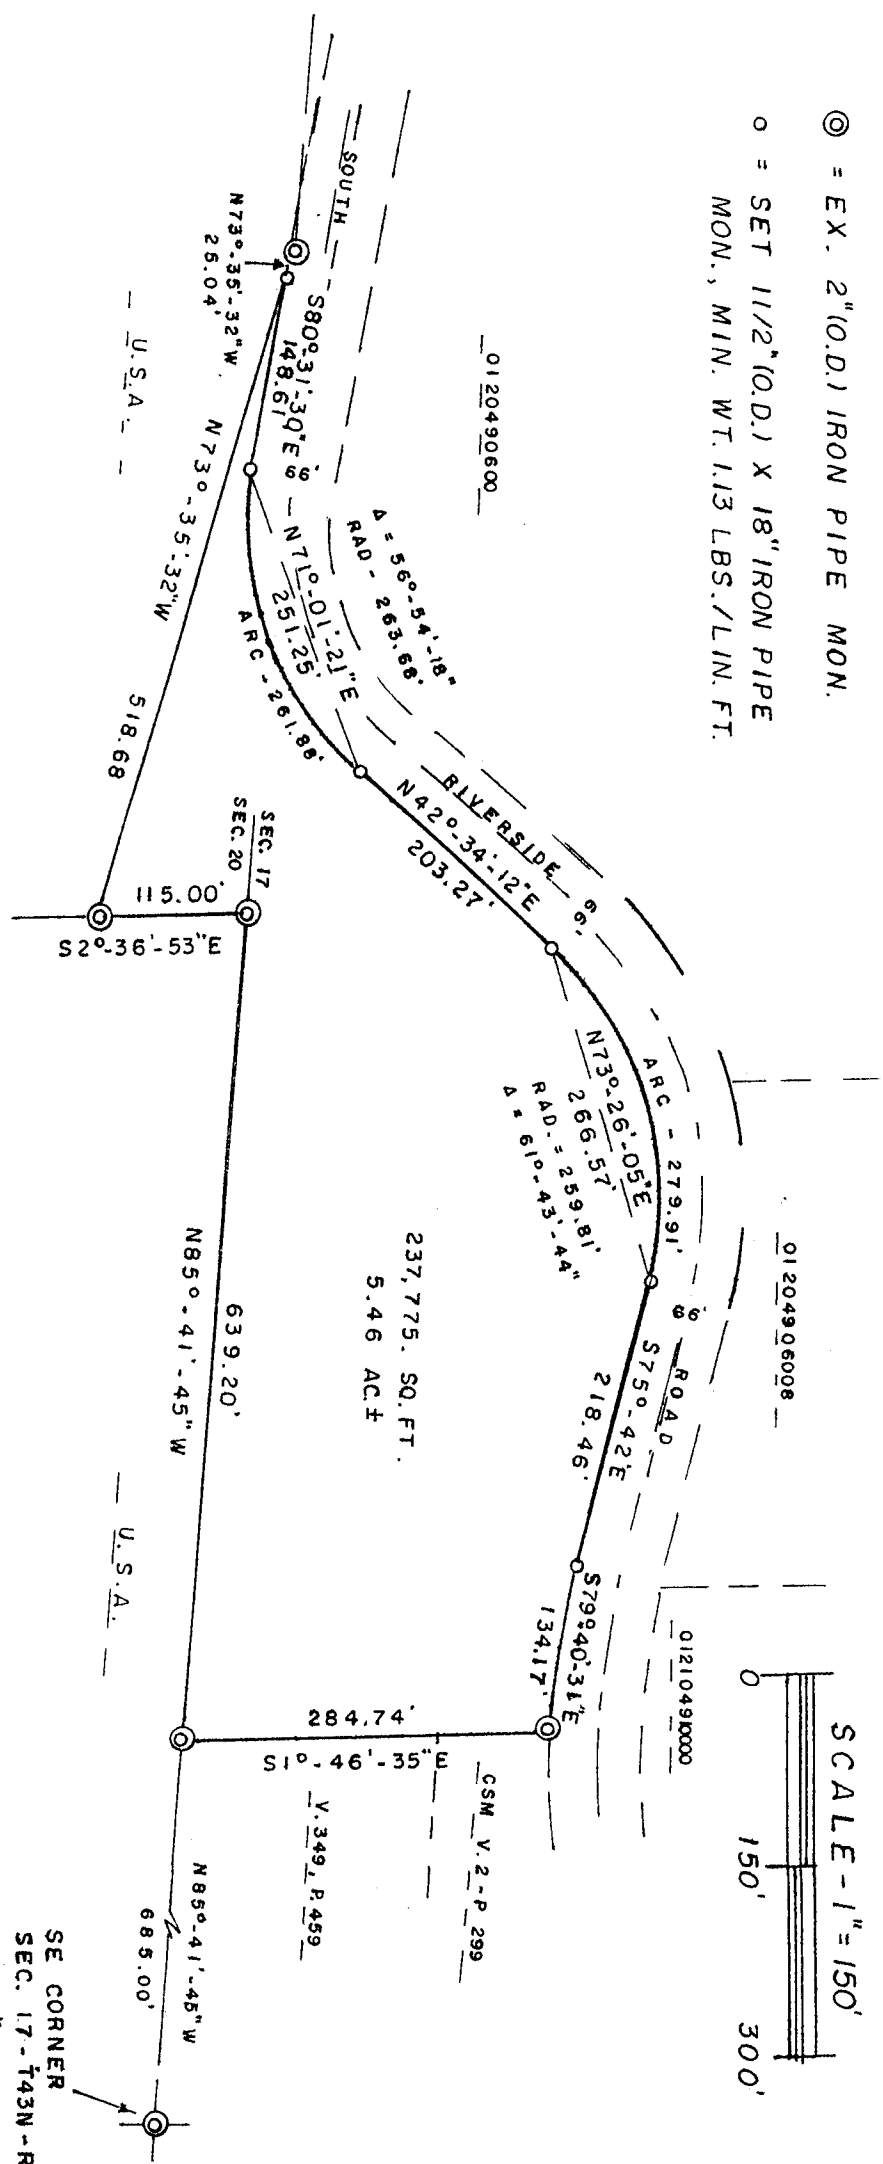 ⌾ = EX. 2"(O.D.) IRON PIPE MON.
o = SET 1 1/2"(O.D.) X 18" IRON PIPE
MON., MIN. WT. 1.13 LBS./LIN. FT.
SCALE - 1" = 150'
0
150'
300'
0120490600
01204906008
012104910000
SOUTH
RIVERSIDE
ROAD
N73°-35'-32"W
25.04'
S80°-31'-30"E
148.61'
66'
N71°-01'-21"E
251.25'
ARC - 261.88'
Δ = 56°-54'-18"
RAD - 263.68'
N42°-34'-12"E
203.27'
66'
ARC - 279.91'
N73°-26'-05"E
266.57'
RAD. = 259.81'
Δ = 61°-43'-44"
66'
S75°-42'E
218.46'
S79°-40'-31"E
134.17'
U.S.A.
N73°-35'-32"W
518.68
SEC. 17
SEC. 20
115.00'
S2°-36'-53"E
237,775. SQ. FT.
5.46 AC.±
639.20'
N85°-41'-45"W
U.S.A.
284.74'
S1°-46'-35"E
CSM V.2-P 299
V. 349, P. 459
N85°-41'-45"W
685.00'
SE CORNER
SEC. 17-T43N-R